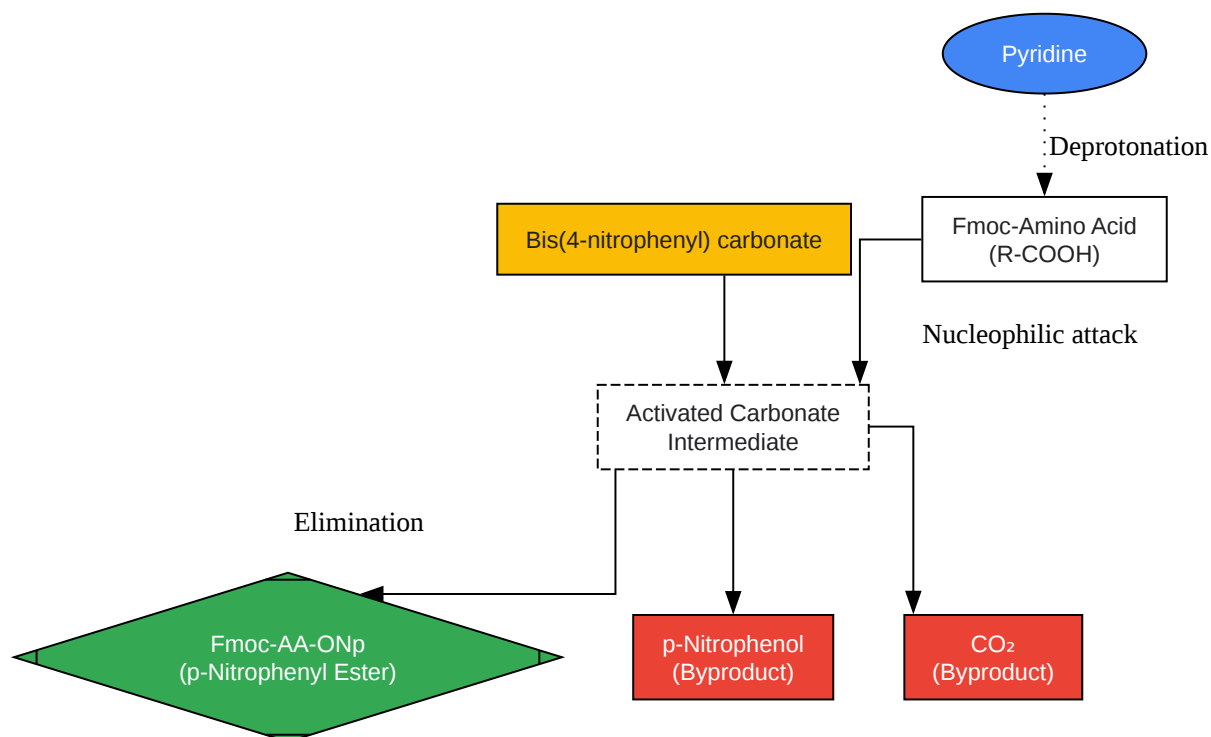 Pyridine
Deprotonation
Bis(4-nitrophenyl) carbonate
Fmoc-Amino Acid
(R-COOH)
Nucleophilic attack
Activated Carbonate
Intermediate
Elimination
Fmoc-AA-ONp
(p-Nitrophenyl Ester)
p-Nitrophenol
(Byproduct)
CO₂
(Byproduct)